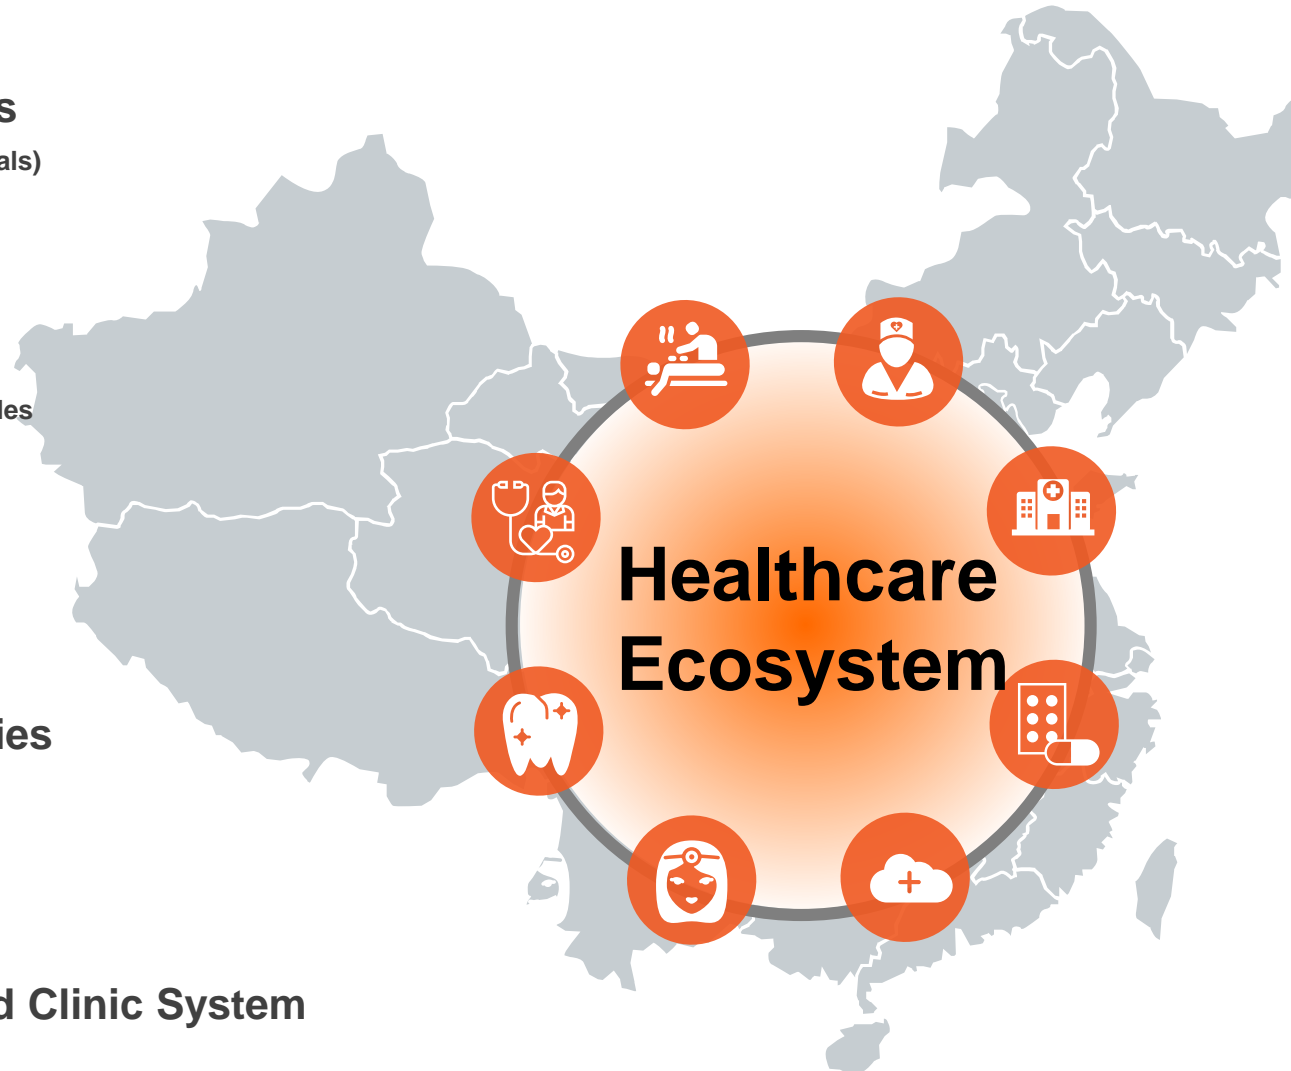 s
als)
les
Healthcare
Ecosystem
ies
d Clinic System